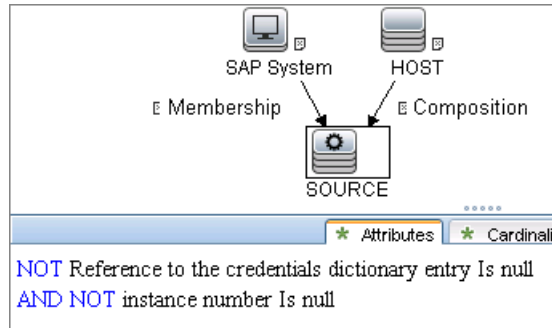 SAP System HOST
Membership Composition
SOURCE
Attributes Cardinali
NOT Reference to the credentials dictionary entry Is null
AND NOT instance number Is null